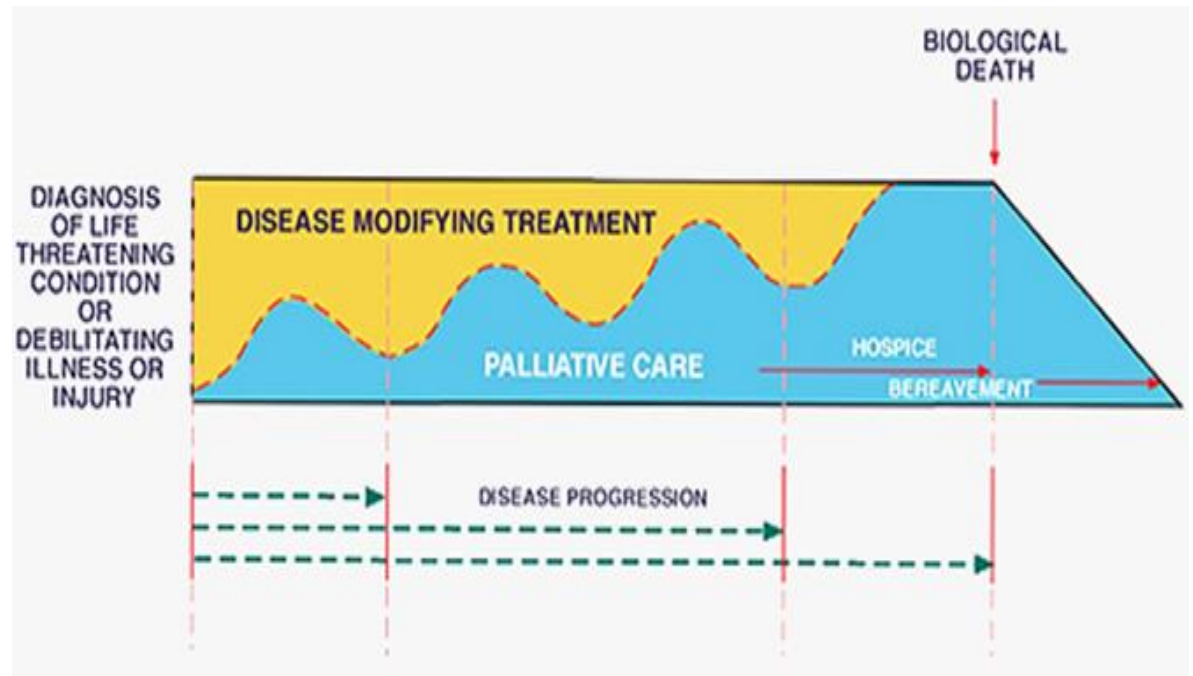 BIOLOGICAL
DEATH
DIAGNOSIS
OF LIFE
THREATENING
CONDITION
OR
DEBILITATING
ILLNESS OR
INJURY
DISEASE MODIFYING TREATMENT
PALLIATIVE CARE
HOSPICE
BEREAVEMENT
DISEASE PROGRESSION